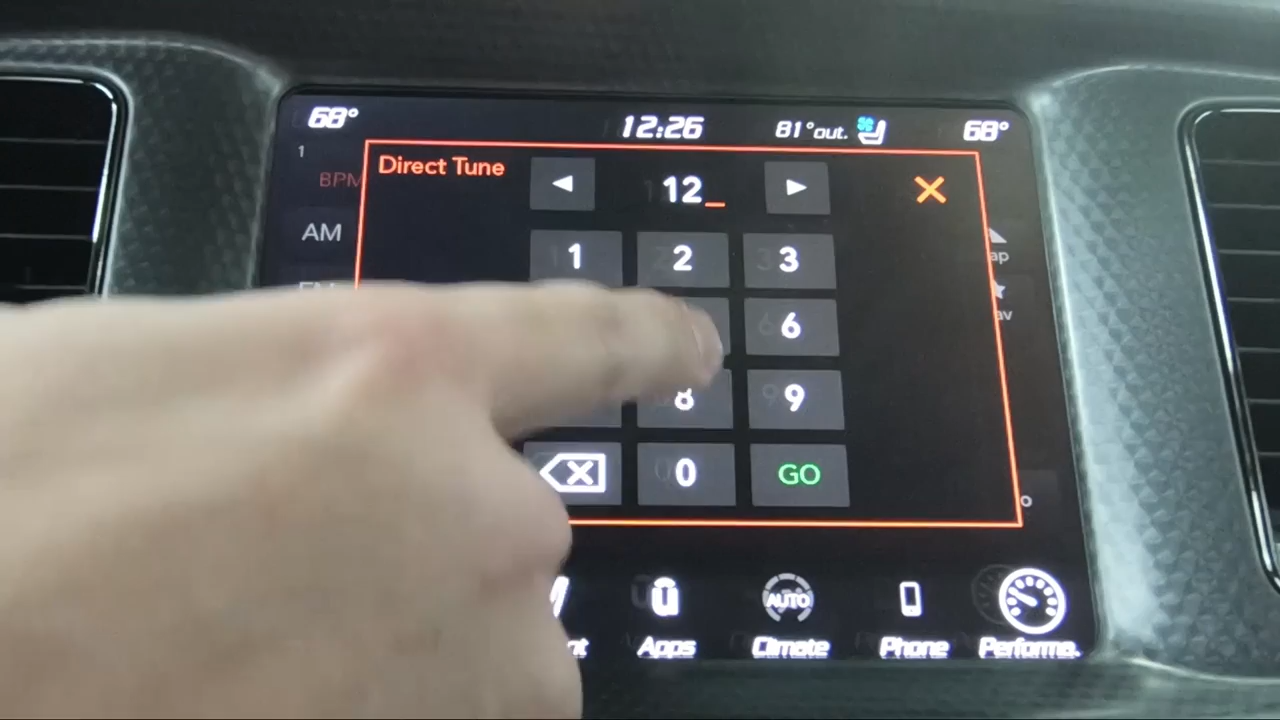 68° 12:26 81°out. 68°
1
Direct Tune 12_
BPM
AM
1 2 3
6
8 9
0 GO
AUTO
Apps Climate Phone Performa.